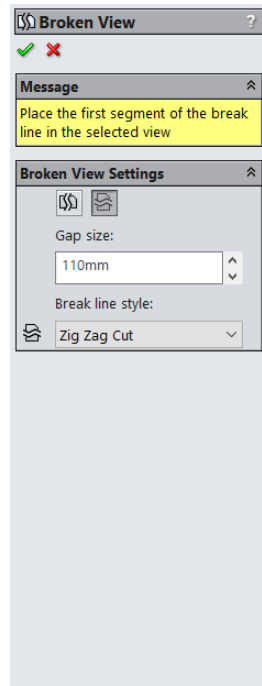 Broken View
?
Message
Place the first segment of the break
line in the selected view
Broken View Settings
Gap size:
110mm
Break line style:
Zig Zag Cut